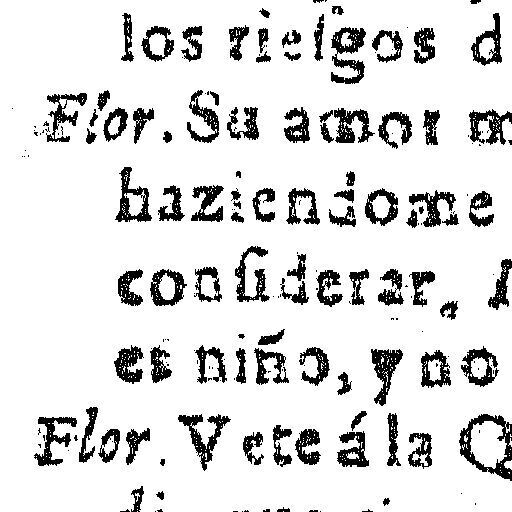 los rieſgos d
Flor. Su amor m
haziendome
conſiderar,
es niño, y no
Flor. Vete á la Q